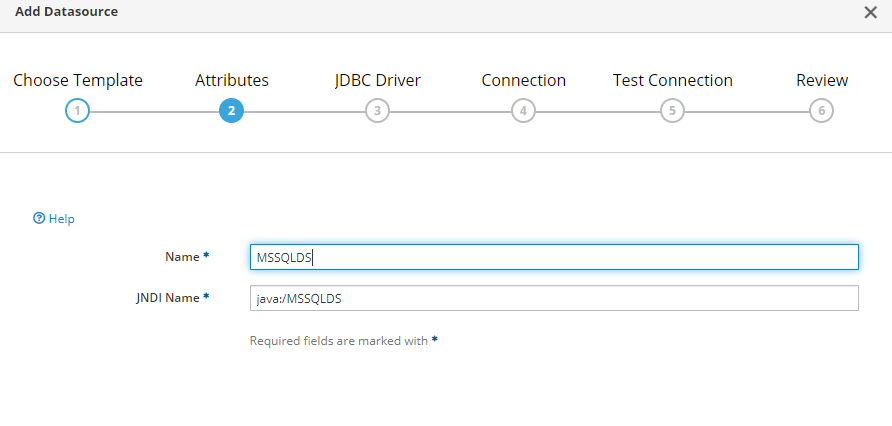 Add Datasource
Choose Template Attributes JDBC Driver Connection Test Connection Review
1 2 3 4 5 6
Help
Name * MSSQLDS
JNDI Name * java:/MSSQLDS
Required fields are marked with *